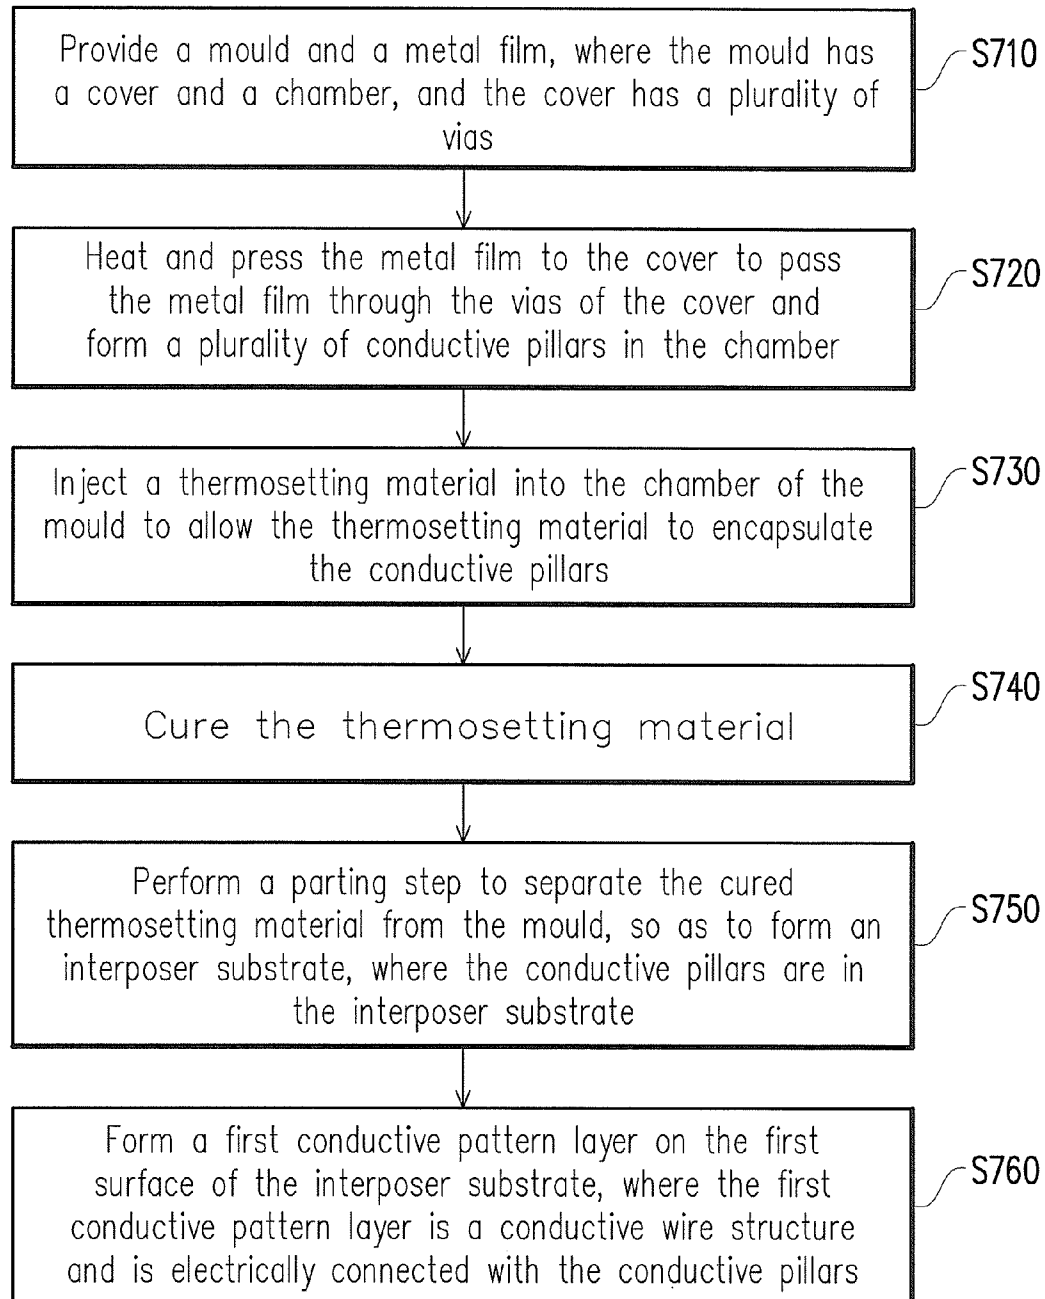 Provide a mould and a metal film, where the mould has
a cover and a chamber, and the cover has a plurality of
vias
S710
Heat and press the metal film to the cover to pass
the metal film through the vias of the cover and
form a plurality of conductive pillars in the chamber
S720
Inject a thermosetting material into the chamber of the
mould to allow the thermosetting material to encapsulate
the conductive pillars
S730
Cure the thermosetting material
S740
Perform a parting step to separate the cured
thermosetting material from the mould, so as to form an
interposer substrate, where the conductive pillars are in
the interposer substrate
S750
Form a first conductive pattern layer on the first
surface of the interposer substrate, where the first
conductive pattern layer is a conductive wire structure
and is electrically connected with the conductive pillars
S760